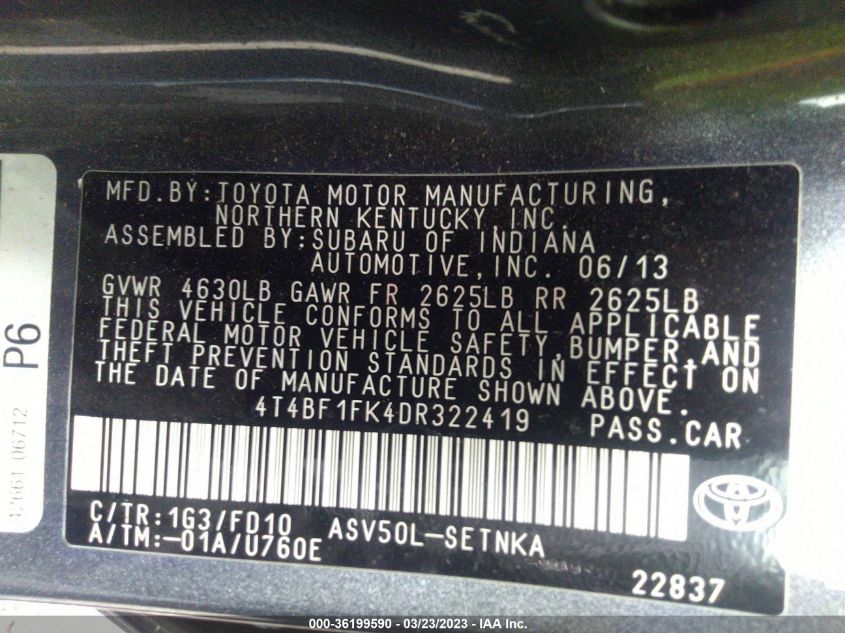 MFD.BY:TOYOTA MOTOR MANUFACTURING,
NORTHERN KENTUCKY,INC.
ASSEMBLED BY:SUBARU OF INDIANA
AUTOMOTIVE,INC. 06/13
GVWR 4630LB GAWR FR 2625LB RR 2625LB
THIS VEHICLE CONFORMS TO ALL APPLICABLE
FEDERAL MOTOR VEHICLE SAFETY,BUMPER,AND
THEFT PREVENTION STANDARDS IN EFFECT ON
THE DATE OF MANUFACTURE SHOWN ABOVE.
4T4BF1FK4DR322419 PASS.CAR
C/TR:1G3/FD10 ASV50L-SETNKA
A/TM:-01A/U760E
22837
P6
06712
000-36199590 - 03/23/2023 - IAA Inc.